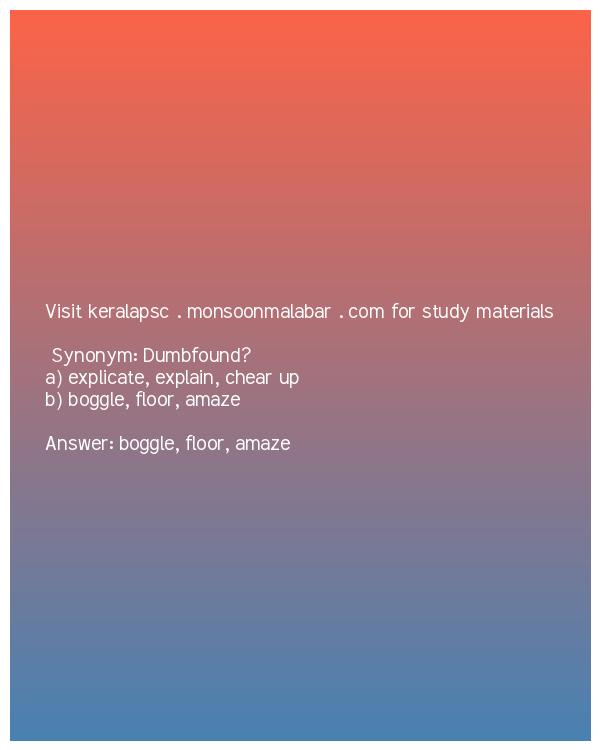 Visit keralapsc . monsoonmalabar . com for study materials
Synonym: Dumbfound?
a) explicate, explain, chear up
b) boggle, floor, amaze
Answer: boggle, floor, amaze